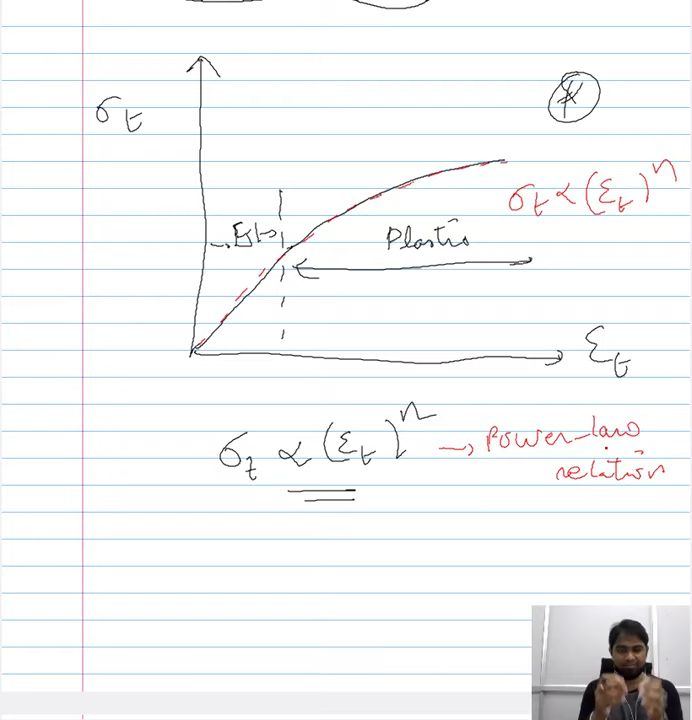 σt
σt ∝ (εt)^n
Plastic
εt
σt ∝ (εt)^n → Power-law
relation